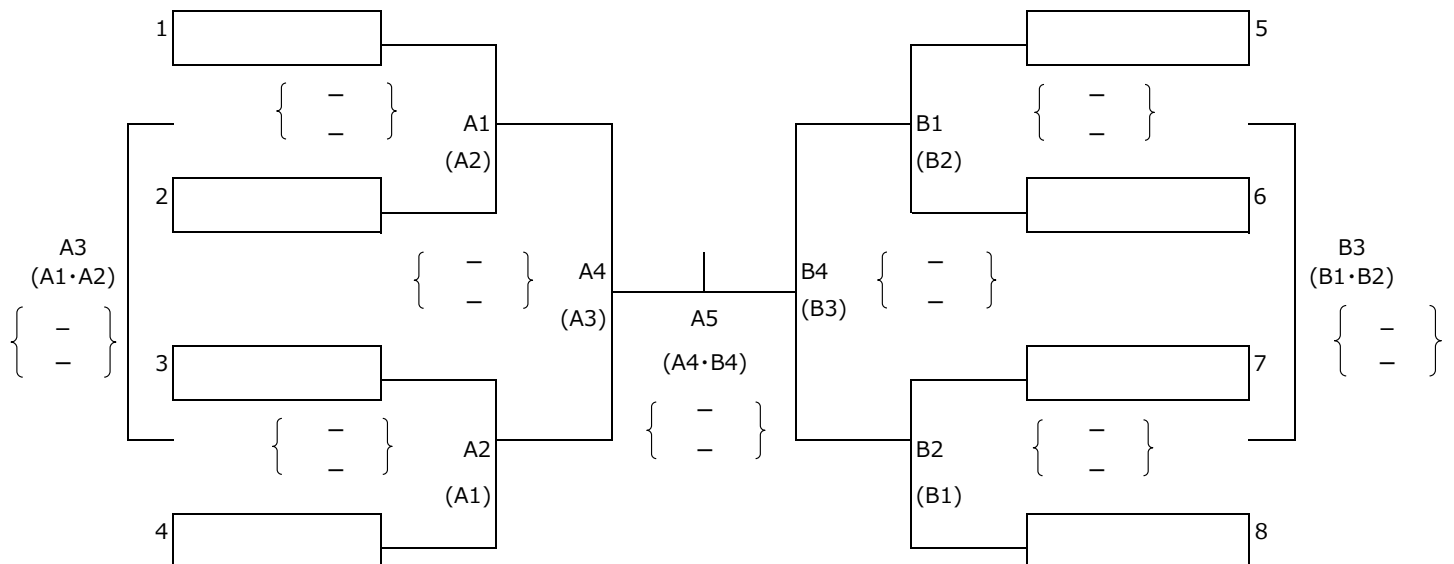 1
5
{ － － }
{ － － }
A1
(A2)
B1
(B2)
2
6
A3
(A1・A2)
{ － － }
{ － － }
A4
(A3)
{ － － }
B4
(B3)
{ － － }
B3
(B1・B2)
{ － － }
A5
(A4・B4)
{ － － }
3
7
{ － － }
{ － － }
A2
(A1)
B2
(B1)
4
8